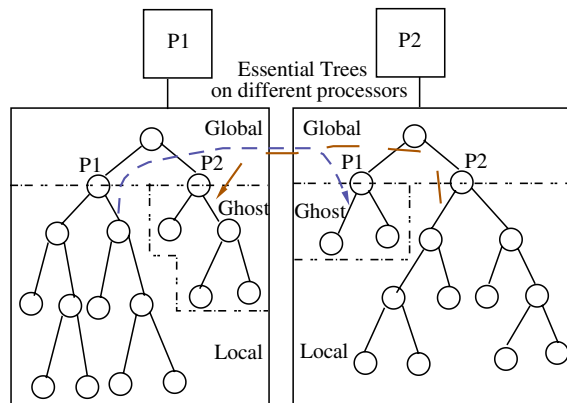 P1
P2
Essential Trees
on different processors
Global
Global
P1
P2
P1
P2
Ghost
Ghost
Local
Local